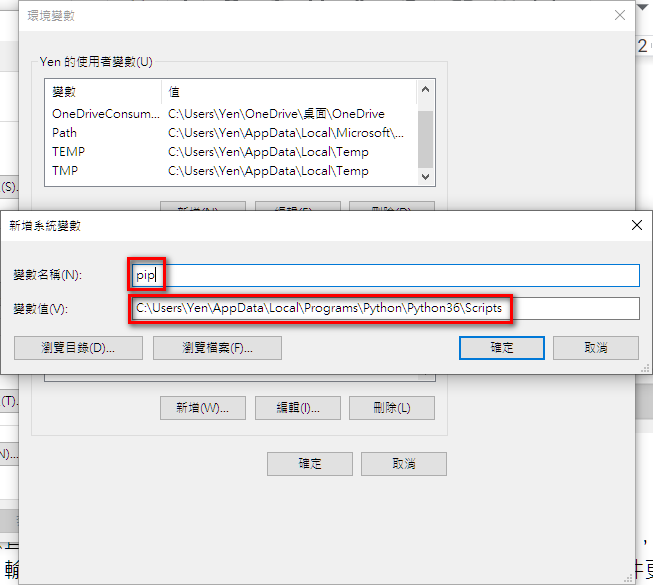 環境變數
2
Yen 的使用者變數(U)
變數 值
OneDriveConsum... C:\Users\Yen\OneDrive\桌面\OneDrive
Path C:\Users\Yen\AppData\Local\Microsoft\...
TEMP C:\Users\Yen\AppData\Local\Temp
TMP C:\Users\Yen\AppData\Local\Temp
(S).
新增系統變數
變數名稱(N): pip
變數值(V): C:\Users\Yen\AppData\Local\Programs\Python\Python36\Scripts
瀏覽目錄(D)... 瀏覽檔案(F)... 確定 取消
(T).
新增(W)... 編輯(I)... 刪除(L)
N)...
確定 取消
輸
件更